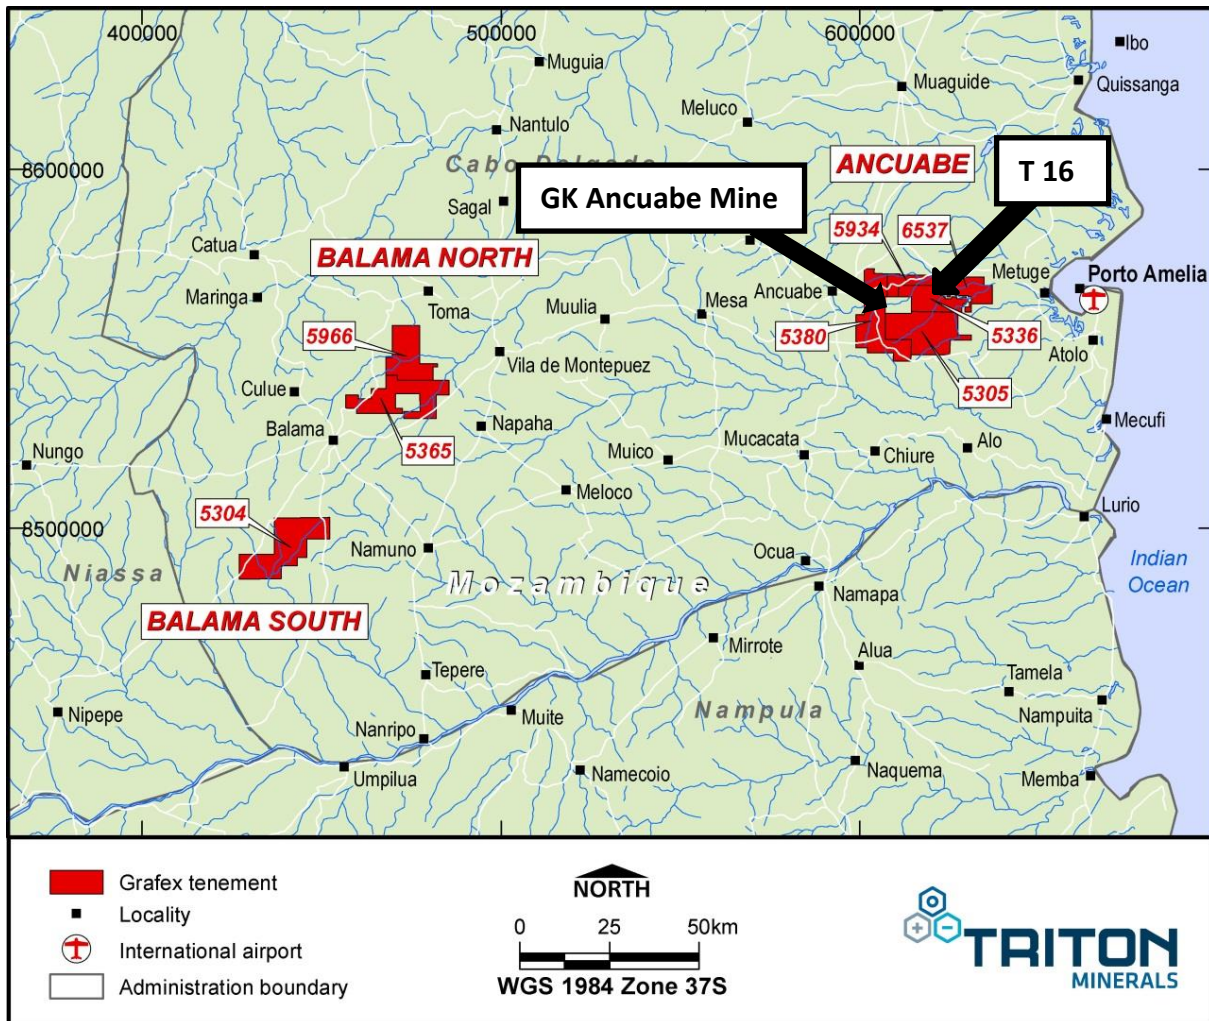 400000
500000
600000
Ibo
Muguia
Quissanga
Muaguide
Meluco
Nantulo
Cabo Delgado
8600000
ANCUABE
T 16
GK Ancuabe Mine
Sagal
5934
6537
Catua
BALAMA NORTH
Metuge
Porto Amelia
Maringa
Toma
Muulia
Mesa
Ancuabe
5966
5380
5336
Atolo
Vila de Montepuez
Culue
5305
Balama
5365
Napaha
Mecufi
Nungo
Muico
Mucacata
Chiure
Alo
Meloco
Lurio
5304
8500000
Namuno
Ocua
Indian
Ocean
Niassa
Mozambique
Namapa
BALAMA SOUTH
Mirrote
Alua
Tepere
Tamela
Nipepe
Muite
Nampula
Nampuita
Nanripo
Umpilua
Namecoio
Naquema
Memba
Grafex tenement
Locality
International airport
Administration boundary
NORTH
0 25 50km
WGS 1984 Zone 37S
TRITON
MINERALS